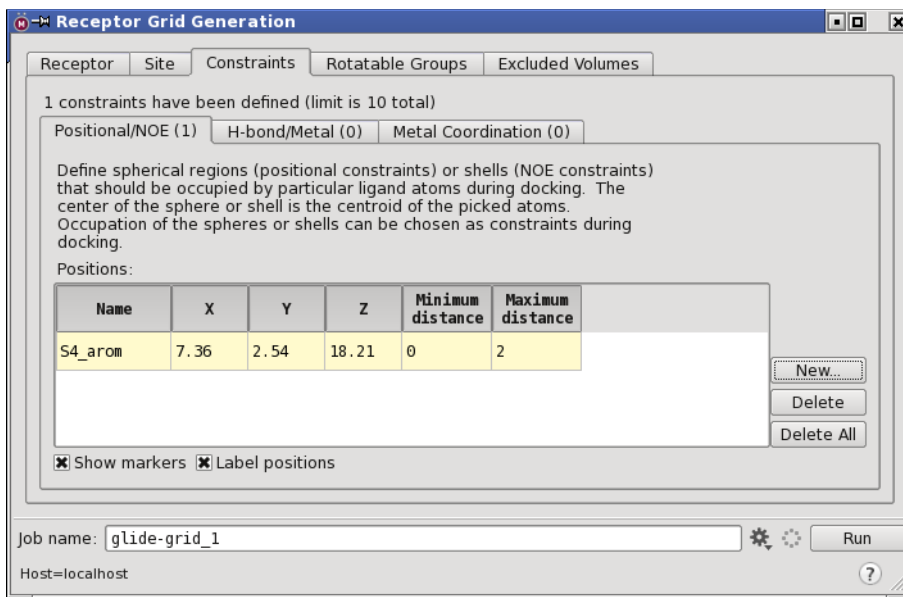 Receptor Grid Generation
Receptor Site Constraints Rotatable Groups Excluded Volumes
1 constraints have been defined (limit is 10 total)
Positional/NOE (1) H-bond/Metal (0) Metal Coordination (0)
Define spherical regions (positional constraints) or shells (NOE constraints)
that should be occupied by particular ligand atoms during docking. The
center of the sphere or shell is the centroid of the picked atoms.
Occupation of the spheres or shells can be chosen as constraints during
docking.
Positions:
Name X Y Z Minimum distance Maximum distance
S4_arom 7.36 2.54 18.21 0 2
New...
Delete
Delete All
Show markers Label positions
Job name: glide-grid_1 Run
Host=localhost ?